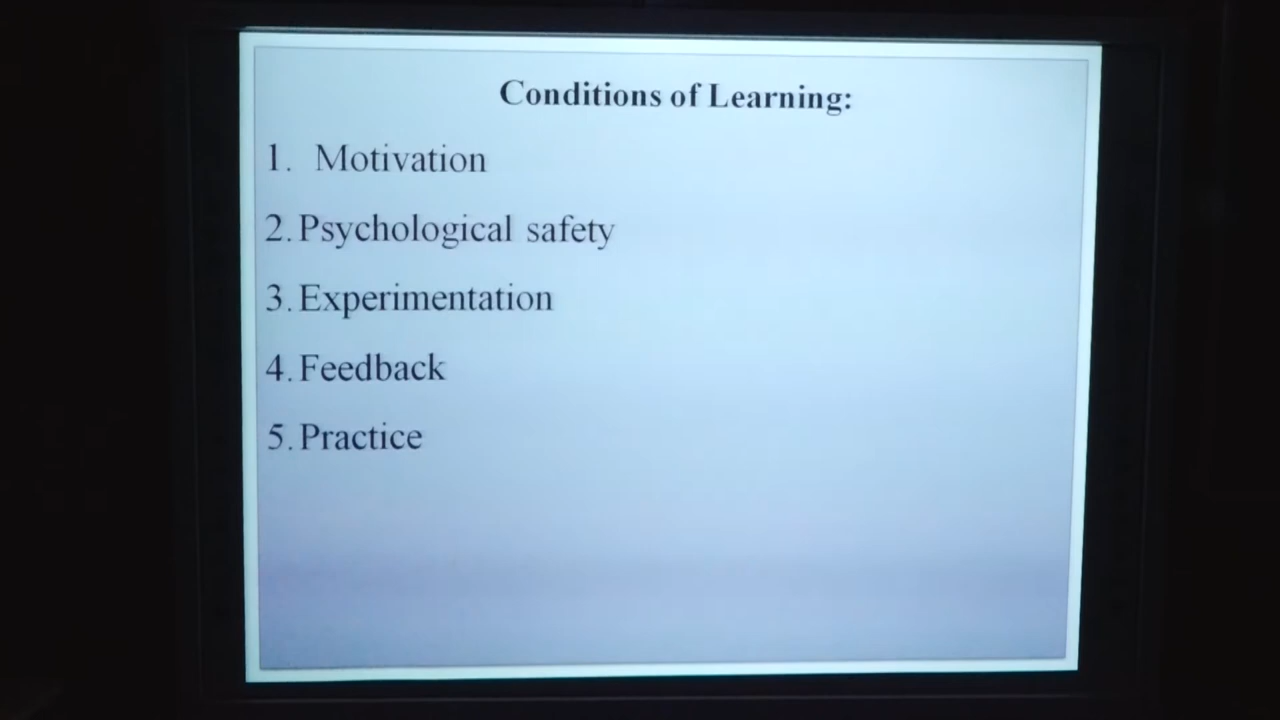 Conditions of Learning:
1. Motivation
2. Psychological safety
3. Experimentation
4. Feedback
5. Practice